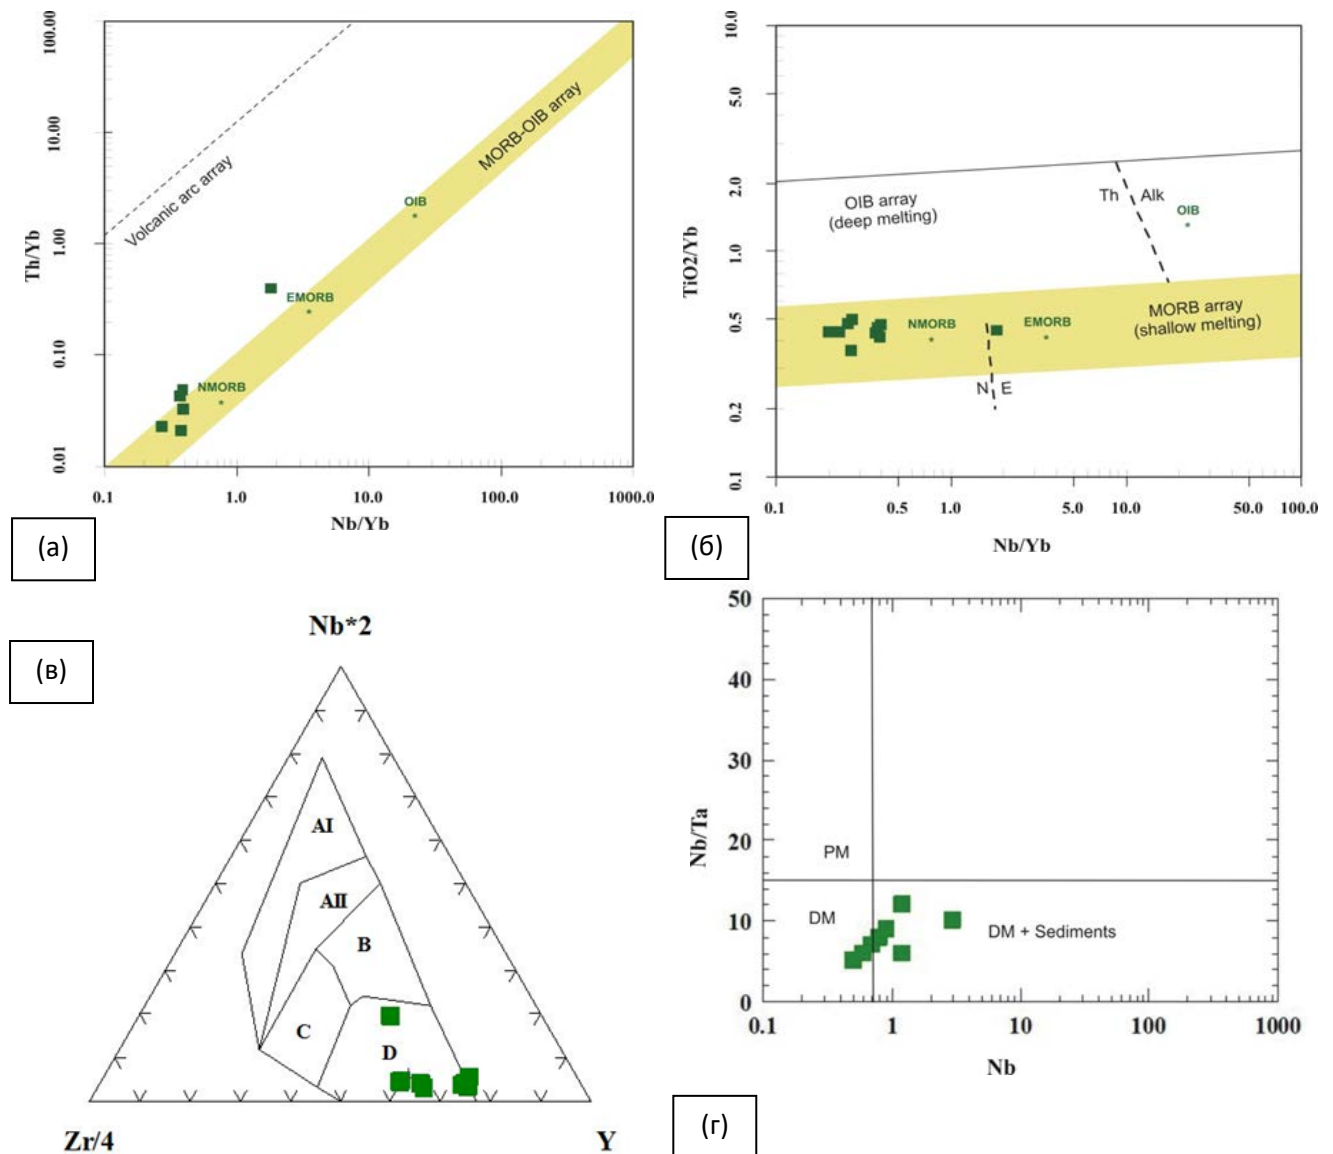 100.00
10.00
1.00
0.10
0.01
Th/Yb
Volcanic arc array
MORB-OIB array
OIB
EMORB
NMORB
0.1
1.0
10.0
100.0
1000.0
Nb/Yb
(а)
10.0
5.0
2.0
1.0
0.5
0.2
0.1
TiO2/Yb
OIB array
(deep melting)
Th
Alk
OIB
MORB array
(shallow melting)
NMORB
EMORB
N
E
0.1
0.5
1.0
5.0
10.0
50.0
100.0
Nb/Yb
(б)
(в)
Nb*2
AI
AII
B
C
D
Zr/4
Y
50
40
30
20
10
0
Nb/Ta
PM
DM
DM + Sediments
0.1
1
10
100
1000
Nb
(г)